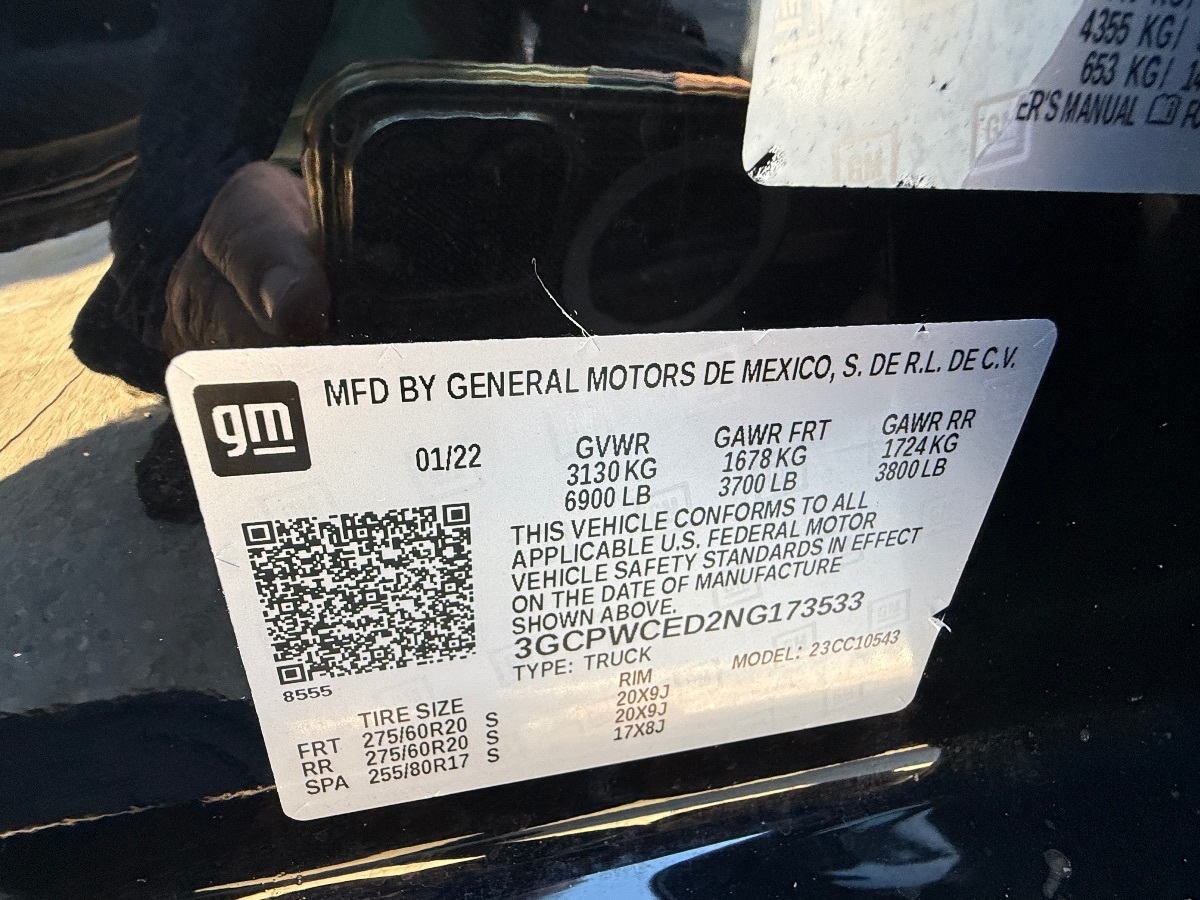 4355 KG/
653 KG/
ER'S MANUAL
gm
MFD BY GENERAL MOTORS DE MEXICO, S. DE R.L. DE C.V.
01/22
GVWR GAWR FRT GAWR RR
3130 KG 1678 KG 1724 KG
6900 LB 3700 LB 3800 LB
THIS VEHICLE CONFORMS TO ALL
APPLICABLE U.S. FEDERAL MOTOR
VEHICLE SAFETY STANDARDS IN EFFECT
ON THE DATE OF MANUFACTURE
SHOWN ABOVE.
3GCPWCED2NG173533
TYPE: TRUCK MODEL: 23CC10543
8555
TIRE SIZE RIM
FRT 275/60R20 S 20X9J
RR 275/60R20 S 20X9J
SPA 255/80R17 S 17X8J